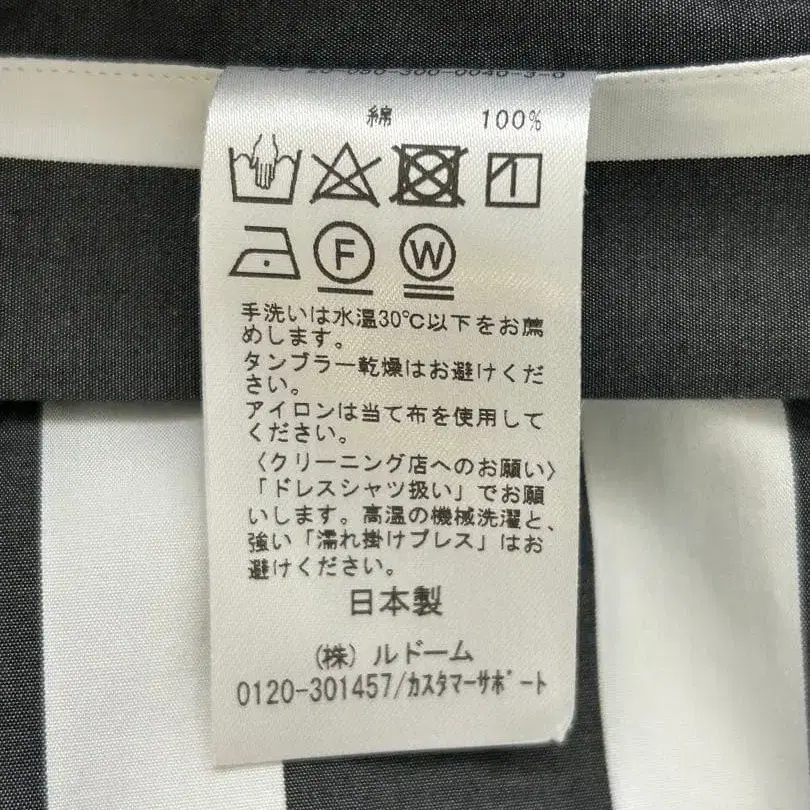 20-090-300-0040-3-0
綿 100%
F W
手洗いは水温30℃以下をお薦
めします。
タンブラー乾燥はお避けくだ
さい。
アイロンは当て布を使用して
ください。
〈クリーニング店へのお願い〉
「ドレスシャツ扱い」でお願
いします。高温の機械洗濯と、
強い「濡れ掛けプレス」はお
避けください。
日本製
(株) ルドーム
0120-301457/カスタマーサポート